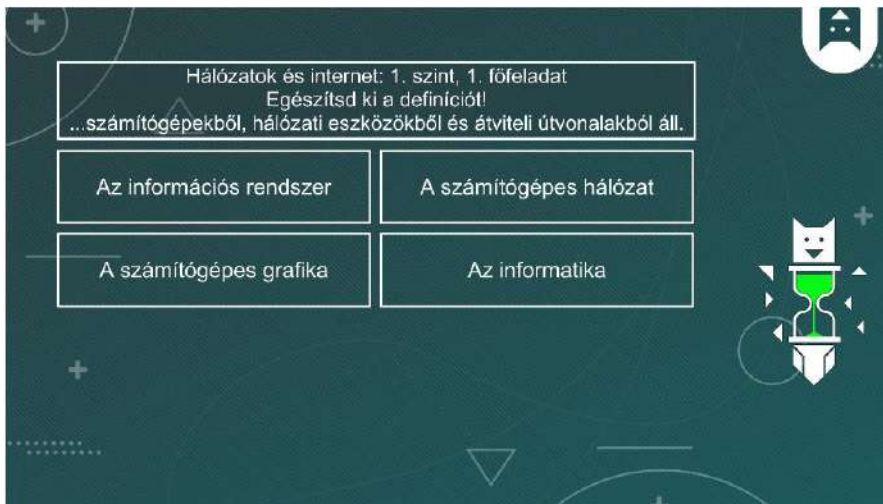 Hálózatok és internet: 1. szint, 1. főfeladat
Egészítsd ki a definíciót!
...számítógépekből, hálózati eszközökből és átviteli útvonalakból áll.
Az információs rendszer
A számítógépes hálózat
A számítógépes grafika
Az informatika